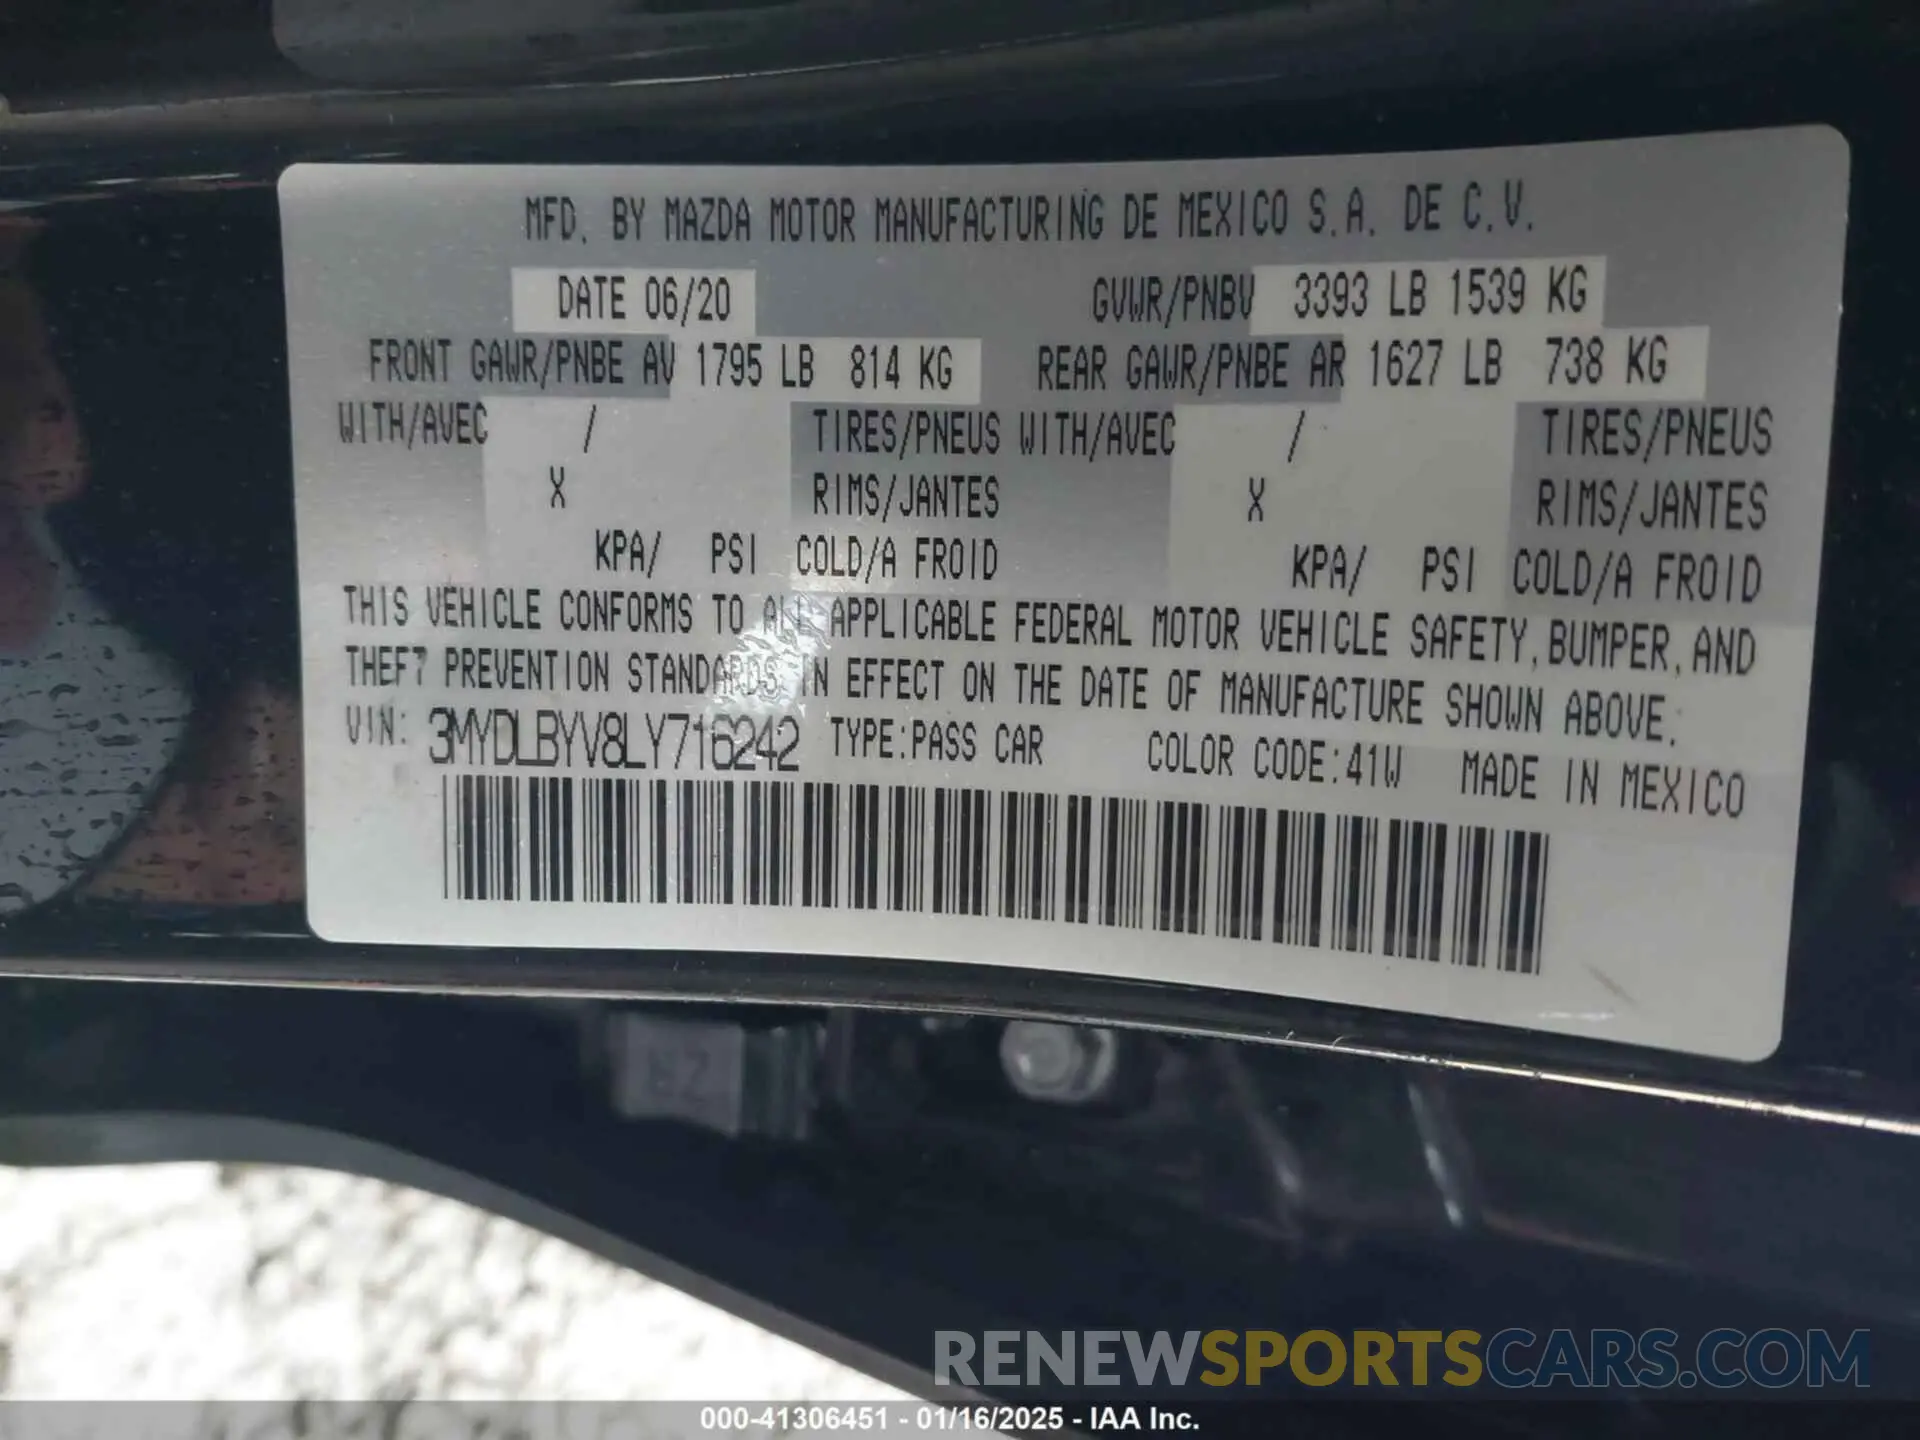 MFD. BY MAZDA MOTOR MANUFACTURING DE MEXICO S.A. DE C.V.
DATE 06/20 GVWR/PNBV 3393 LB 1539 KG
FRONT GAWR/PNBE AV 1795 LB 814 KG REAR GAWR/PNBE AR 1627 LB 738 KG
WITH/AVEC / TIRES/PNEUS WITH/AVEC / TIRES/PNEUS
X RIMS/JANTES X RIMS/JANTES
KPA/ PSI COLD/A FROID KPA/ PSI COLD/A FROID
THIS VEHICLE CONFORMS TO ALL APPLICABLE FEDERAL MOTOR VEHICLE SAFETY, BUMPER, AND
THEFT PREVENTION STANDARDS IN EFFECT ON THE DATE OF MANUFACTURE SHOWN ABOVE.
VIN: 3MYDLBYV8LY716242 TYPE:PASS CAR COLOR CODE:41W MADE IN MEXICO
RENEWSPORTSCARS.COM
000-41306451 - 01/16/2025 - IAA Inc.